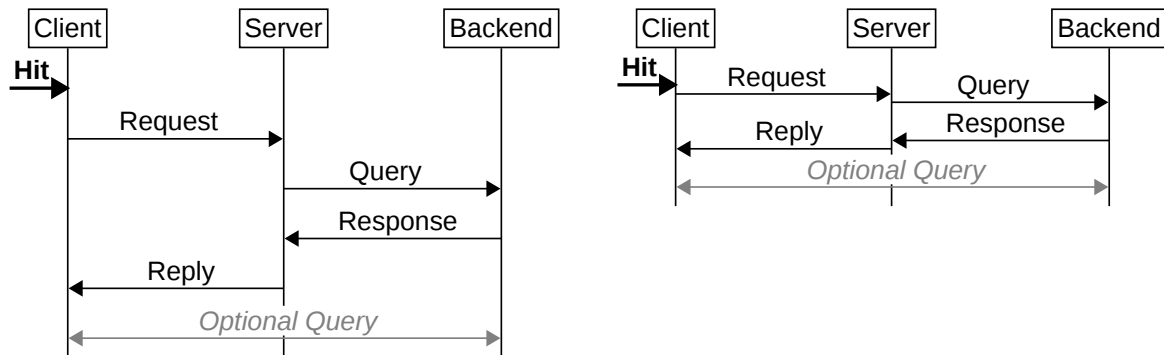 Client Server Backend
Hit
Request
Query
Response
Reply
Optional Query
Client Server Backend
Hit
Request
Query
Response
Reply
Optional Query